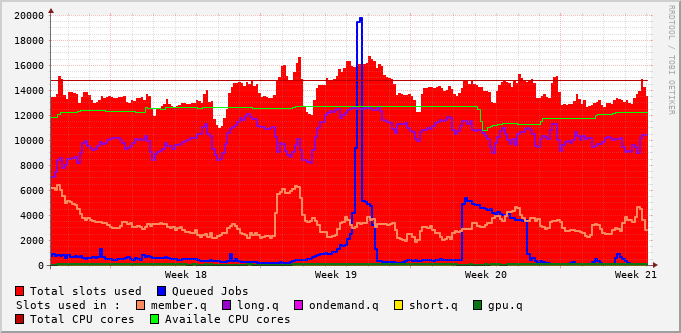 RRDTOOL / TOBI OETIKER
20000
18000
16000
14000
12000
10000
8000
6000
4000
2000
0
Week 18 Week 19 Week 20 Week 21
Total slots used Queued Jobs
Slots used in : member.q long.q ondemand.q short.q gpu.q
Total CPU cores Availale CPU cores